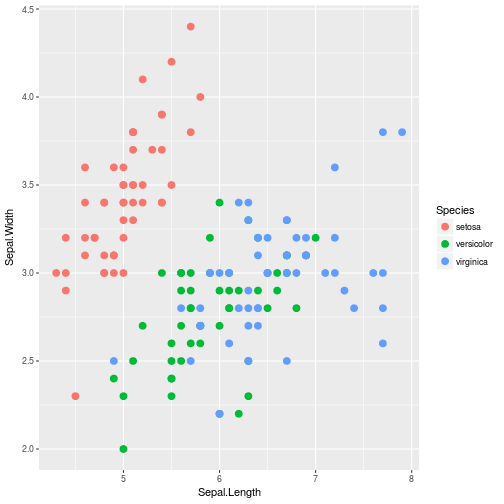 4.5
4.0
3.5
3.0
2.5
2.0
Sepal.Width
5 6 7 8
Sepal.Length
Species
setosa
versicolor
virginica